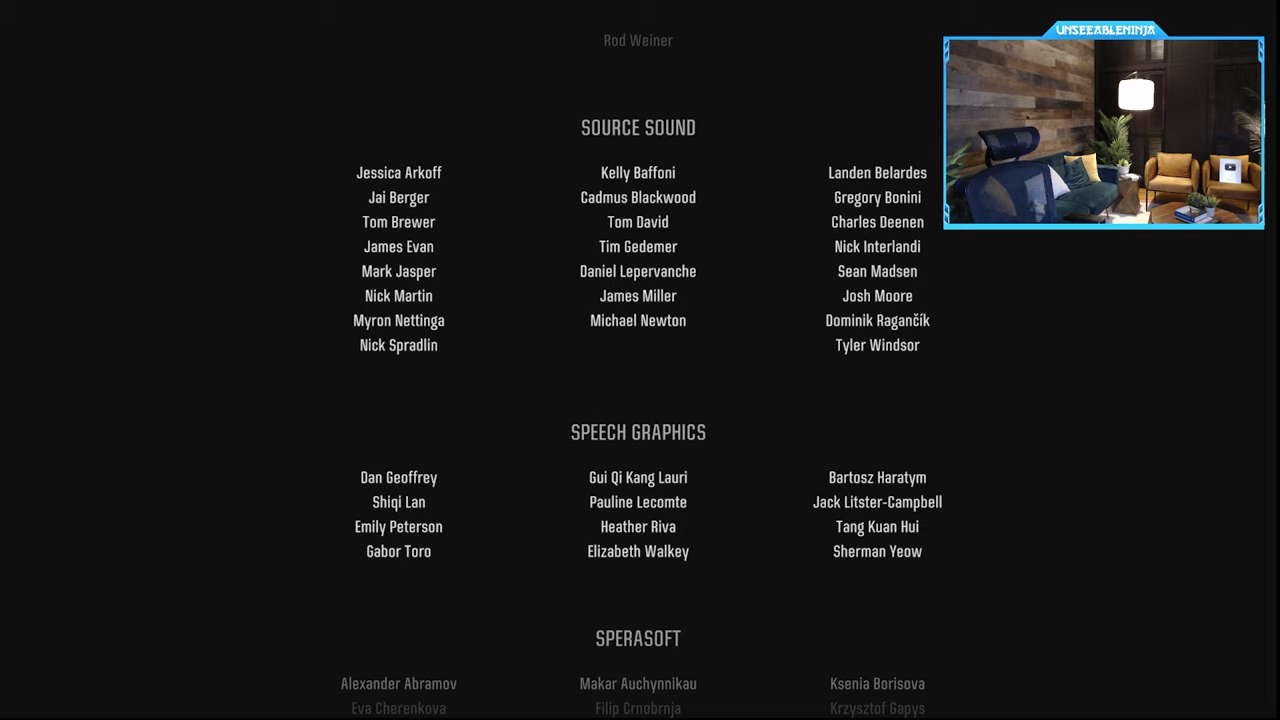 Rod Weiner
UNSEEABLENINJA
SOURCE SOUND
Jessica Arkoff Kelly Baffoni Landen Belardes
Jai Berger Cadmus Blackwood Gregory Bonini
Tom Brewer Tom David Charles Deenen
James Evan Tim Gedemer Nick Interlandi
Mark Jasper Daniel Lepervanche Sean Madsen
Nick Martin James Miller Josh Moore
Myron Nettinga Michael Newton Dominik Ragančík
Nick Spradlin Tyler Windsor
SPEECH GRAPHICS
Dan Geoffrey Gui Qi Kang Lauri Bartosz Haratym
Shiqi Lan Pauline Lecomte Jack Litster-Campbell
Emily Peterson Heather Riva Tang Kuan Hui
Gabor Toro Elizabeth Walkey Sherman Yeow
SPERASOFT
Alexander Abramov Makar Auchynnikau Ksenia Borisova
Eva Cherenkova Filip Crnobrnja Krzysztof Gapys